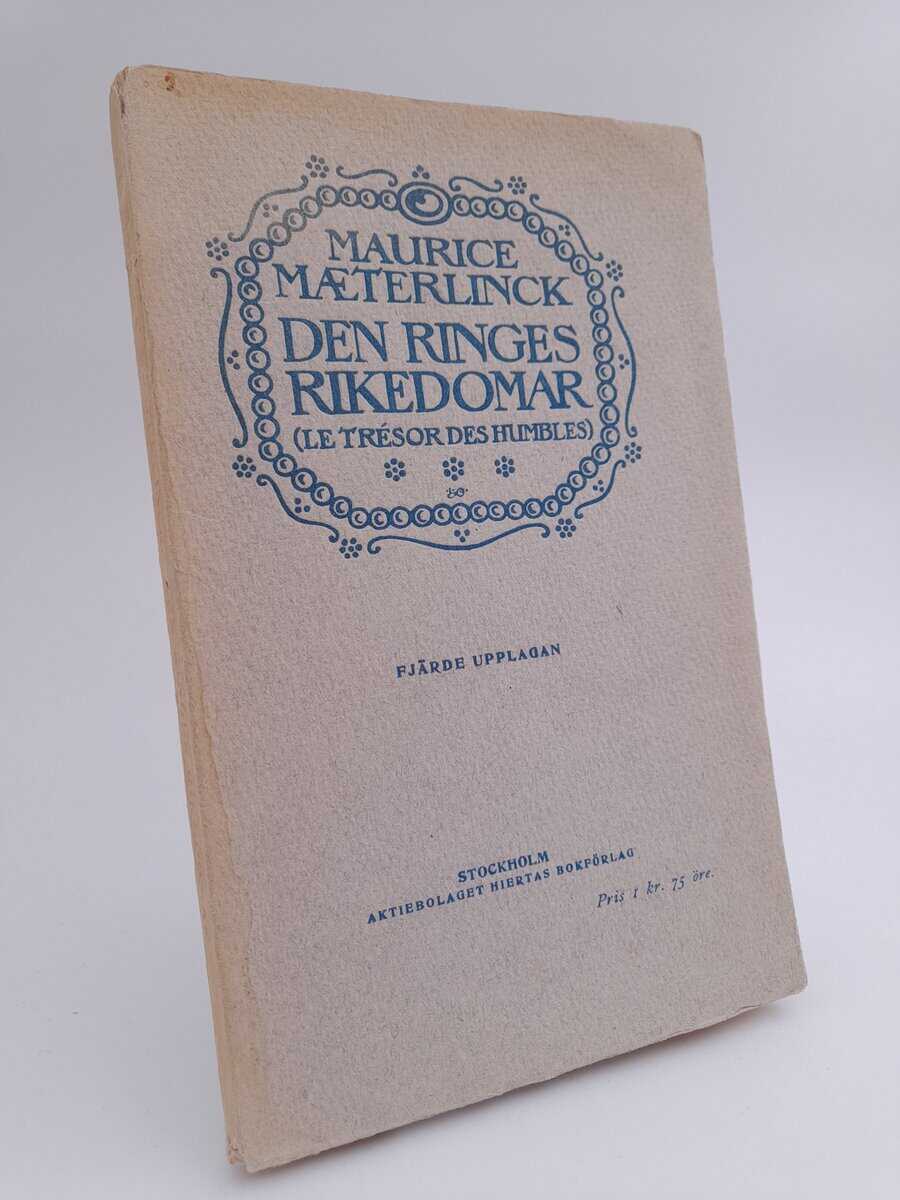 MAURICE
MÆTERLINCK
DEN RINGES
RIKEDOMAR
(LE TRÉSOR DES HUMBLES)
FJÄRDE UPPLAGAN
STOCKHOLM
AKTIEBOLAGET HIERTAS BOKFÖRLAG
Pris 1 kr. 75 öre.